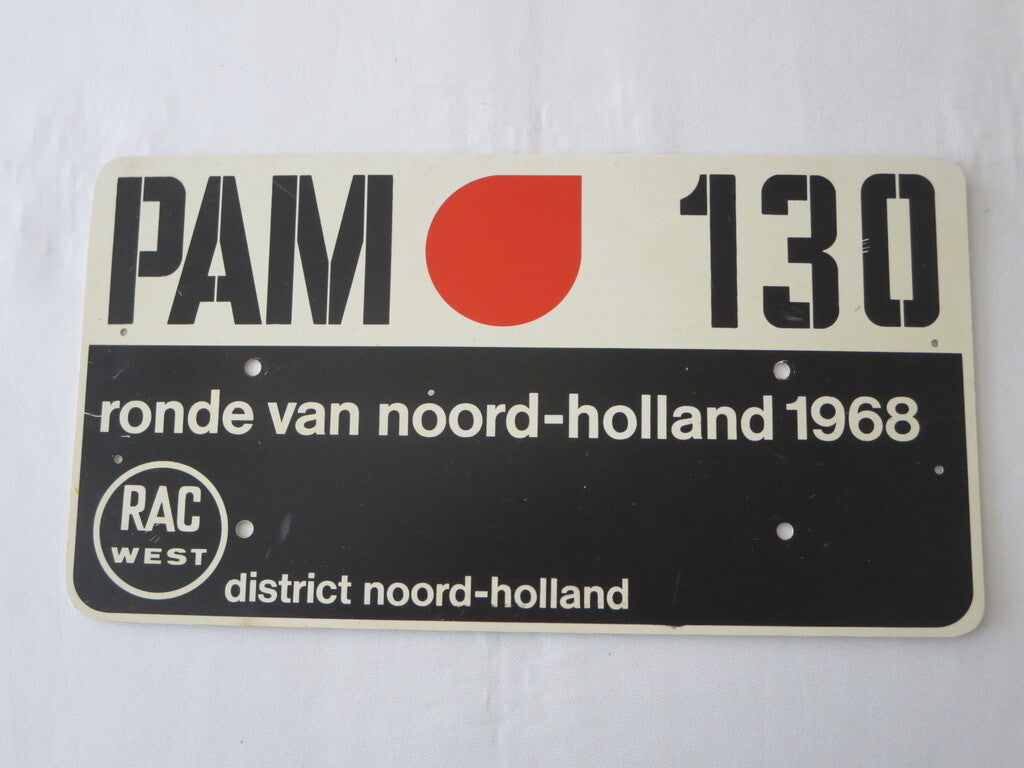 PAM 130
ronde van noord-holland 1968
RAC
WEST
district noord-holland